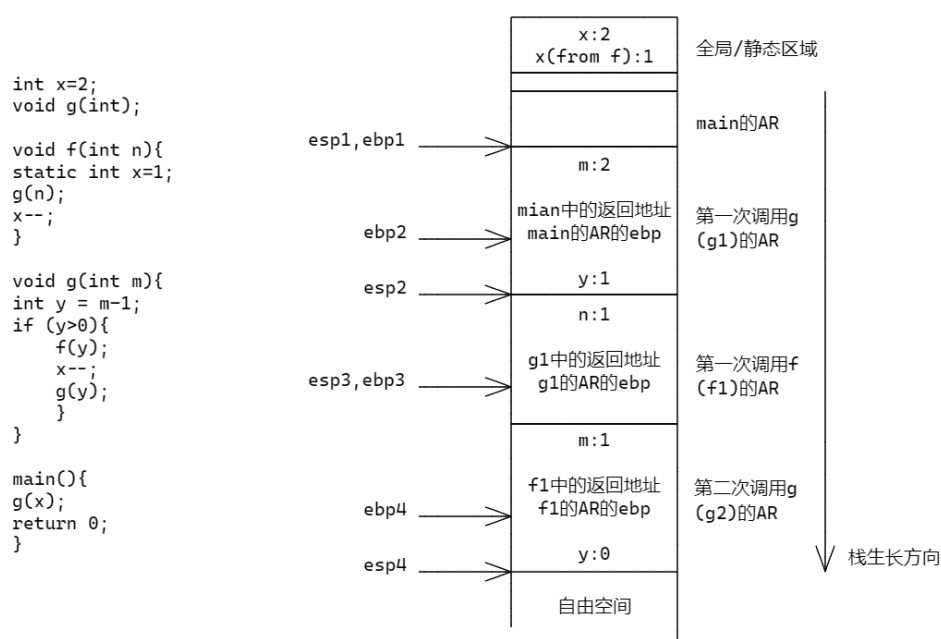 int x=2;
void g(int);
void f(int n){
static int x=1;
g(n);
x--;
}
void g(int m){
int y = m-1;
if (y>0){
    f(y);
    x--;
    g(y);
    }
}
main(){
g(x);
return 0;
}
esp1,ebp1
ebp2
esp2
esp3,ebp3
ebp4
esp4
x:2
x(from f):1
m:2
mian中的返回地址
main的AR的ebp
y:1
n:1
g1中的返回地址
g1的AR的ebp
m:1
f1中的返回地址
f1的AR的ebp
y:0
自由空间
全局/静态区域
main的AR
第一次调用g
(g1)的AR
第一次调用f
(f1)的AR
第二次调用g
(g2)的AR
栈生长方向